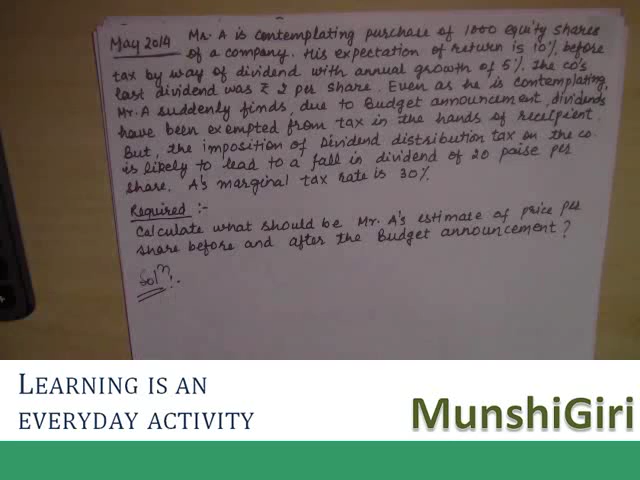 May 2014 Mr. A is contemplating purchase of 1000 equity shares
of a company. His expectation of return is 10% before
tax by way of dividend with annual growth of 5%. The co's
last dividend was ₹ 2 per share. Even as he is contemplating,
Mr. A suddenly finds, due to Budget announcement, dividends
have been exempted from tax in the hands of receipient.
But, the imposition of Dividend distribution tax on the co.
is likely to lead to a fall in dividend of 20 paise per
share. A's marginal tax rate is 30%.
Required :-
Calculate what should be Mr. A's estimate of price per
share before and after the Budget announcement?
Solⁿ:
LEARNING IS AN
EVERYDAY ACTIVITY
MunshiGiri